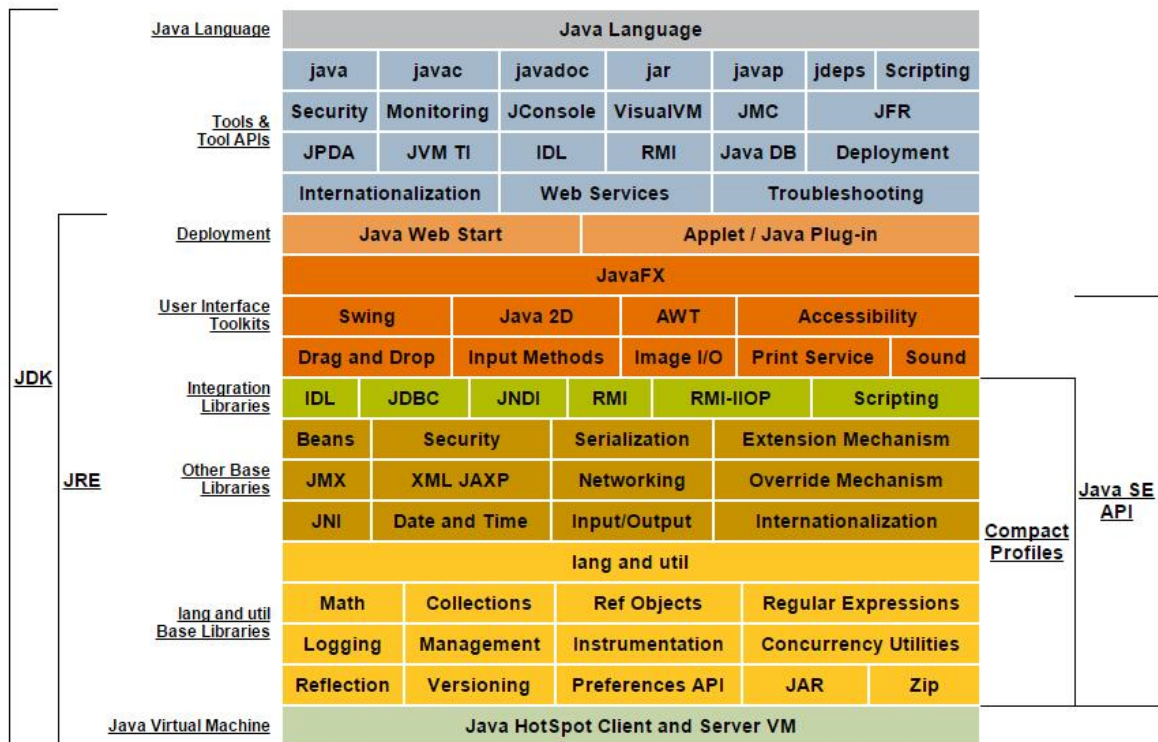 Java Language
Java Language
java javac javadoc jar javap jdeps Scripting
Tools &
Tool APIs
Security Monitoring JConsole VisualVM JMC JFR
JPDA JVM TI IDL RMI Java DB Deployment
Internationalization Web Services Troubleshooting
Deployment
Java Web Start Applet / Java Plug-in
JavaFX
User Interface
Toolkits
Swing Java 2D AWT Accessibility
Drag and Drop Input Methods Image I/O Print Service Sound
JDK
Integration
Libraries
IDL JDBC JNDI RMI RMI-IIOP Scripting
JRE
Other Base
Libraries
Beans Security Serialization Extension Mechanism
JMX XML JAXP Networking Override Mechanism
JNI Date and Time Input/Output Internationalization
Java SE
API
Compact
Profiles
lang and util
lang and util
Base Libraries
Math Collections Ref Objects Regular Expressions
Logging Management Instrumentation Concurrency Utilities
Reflection Versioning Preferences API JAR Zip
Java Virtual Machine
Java HotSpot Client and Server VM